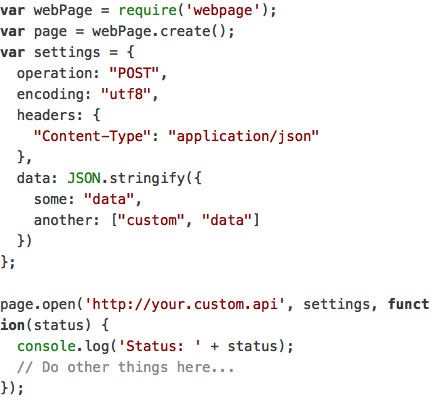 var webPage = require('webpage');
var page = webPage.create();
var settings = {
  operation: "POST",
  encoding: "utf8",
  headers: {
    "Content-Type": "application/json"
  },
  data: JSON.stringify({
    some: "data",
    another: ["custom", "data"]
  })
};

page.open('http://your.custom.api', settings, funct
ion(status) {
  console.log('Status: ' + status);
  // Do other things here...
});